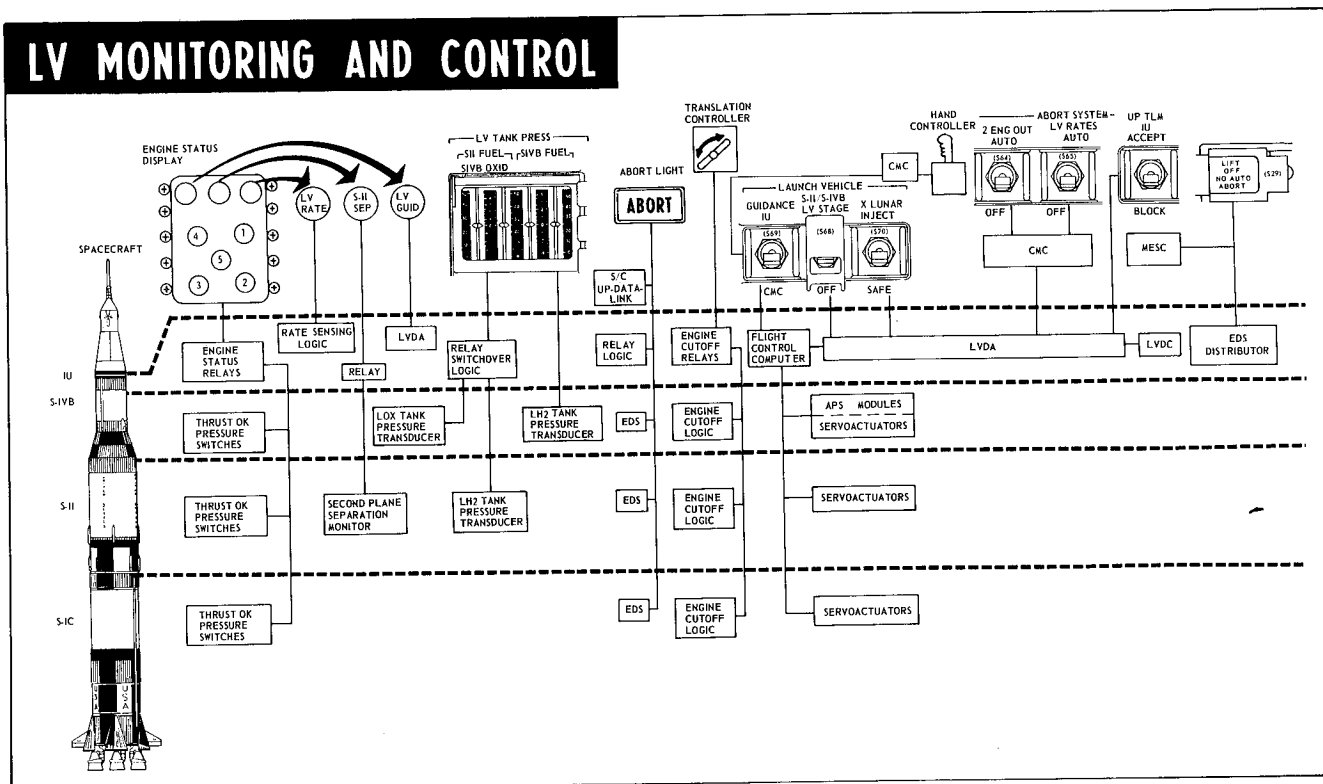 LV MONITORING AND CONTROL
ENGINE STATUS
DISPLAY
4
1
5
3
2
LV
RATE
S-II
SEP
LV
GUID
LV TANK PRESS
SII FUEL
SIVB FUEL
SIVB OXID
ABORT LIGHT
ABORT
TRANSLATION
CONTROLLER
CMC
HAND
CONTROLLER
LAUNCH VEHICLE
GUIDANCE
IU
(S69)
CMC
S-II/S-IVB
LV STAGE
(S68)
OFF
X LUNAR
INJECT
(S70)
SAFE
ABORT SYSTEM
2 ENG OUT
AUTO
(S64)
OFF
LV RATES
AUTO
(S65)
OFF
CMC
UP TLM
IU
ACCEPT
BLOCK
LIFT
OFF
NO AUTO
ABORT
(S29)
MESC
SPACECRAFT
S/C
UP-DATA-
LINK
IU
ENGINE
STATUS
RELAYS
RATE SENSING
LOGIC
RELAY
LVDA
RELAY
SWITCHOVER
LOGIC
RELAY
LOGIC
ENGINE
CUTOFF
RELAYS
FLIGHT
CONTROL
COMPUTER
LVDA
LVDC
EDS
DISTRIBUTOR
S-IVB
THRUST OK
PRESSURE
SWITCHES
LOX TANK
PRESSURE
TRANSDUCER
LH2 TANK
PRESSURE
TRANSDUCER
EDS
ENGINE
CUTOFF
LOGIC
APS MODULES
SERVOACTUATORS
S-II
THRUST OK
PRESSURE
SWITCHES
SECOND PLANE
SEPARATION
MONITOR
LH2 TANK
PRESSURE
TRANSDUCER
EDS
ENGINE
CUTOFF
LOGIC
SERVOACTUATORS
S-IC
THRUST OK
PRESSURE
SWITCHES
EDS
ENGINE
CUTOFF
LOGIC
SERVOACTUATORS
USA